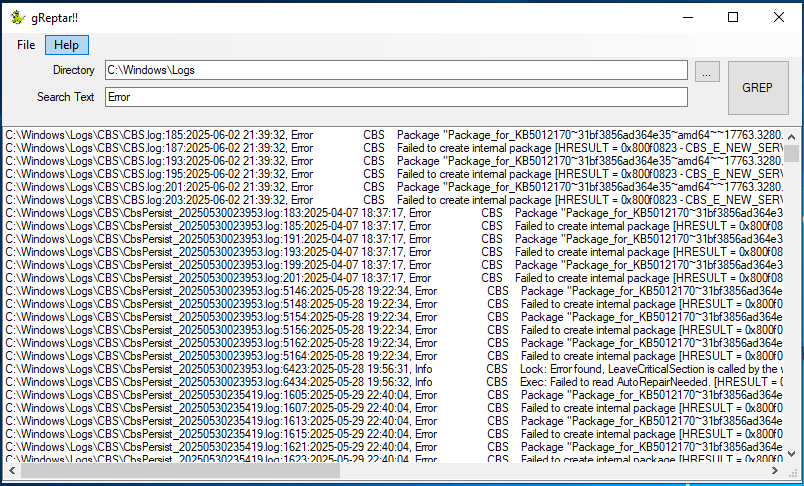 gReptar!!
File Help
Directory C:\Windows\Logs ...
Search Text Error
GREP
C:\Windows\Logs\CBS\CBS.log:185:2025-06-02 21:39:32, Error CBS Package "Package_for_KB5012170~31bf3856ad364e35~amd64~~17763.3280.
C:\Windows\Logs\CBS\CBS.log:187:2025-06-02 21:39:32, Error CBS Failed to create internal package [HRESULT = 0x800f0823 - CBS_E_NEW_SERV
C:\Windows\Logs\CBS\CBS.log:193:2025-06-02 21:39:32, Error CBS Package "Package_for_KB5012170~31bf3856ad364e35~amd64~~17763.3280.
C:\Windows\Logs\CBS\CBS.log:195:2025-06-02 21:39:32, Error CBS Failed to create internal package [HRESULT = 0x800f0823 - CBS_E_NEW_SERV
C:\Windows\Logs\CBS\CBS.log:201:2025-06-02 21:39:32, Error CBS Package "Package_for_KB5012170~31bf3856ad364e35~amd64~~17763.3280.
C:\Windows\Logs\CBS\CBS.log:203:2025-06-02 21:39:32, Error CBS Failed to create internal package [HRESULT = 0x800f0823 - CBS_E_NEW_SERV
C:\Windows\Logs\CBS\CbsPersist_20250530023953.log:183:2025-04-07 18:37:17, Error CBS Package "Package_for_KB5012170~31bf3856ad364e3
C:\Windows\Logs\CBS\CbsPersist_20250530023953.log:185:2025-04-07 18:37:17, Error CBS Failed to create internal package [HRESULT = 0x800f08
C:\Windows\Logs\CBS\CbsPersist_20250530023953.log:191:2025-04-07 18:37:17, Error CBS Package "Package_for_KB5012170~31bf3856ad364e3
C:\Windows\Logs\CBS\CbsPersist_20250530023953.log:193:2025-04-07 18:37:17, Error CBS Failed to create internal package [HRESULT = 0x800f08
C:\Windows\Logs\CBS\CbsPersist_20250530023953.log:199:2025-04-07 18:37:17, Error CBS Package "Package_for_KB5012170~31bf3856ad364e3
C:\Windows\Logs\CBS\CbsPersist_20250530023953.log:201:2025-04-07 18:37:17, Error CBS Failed to create internal package [HRESULT = 0x800f08
C:\Windows\Logs\CBS\CbsPersist_20250530023953.log:5146:2025-05-28 19:22:34, Error CBS Package "Package_for_KB5012170~31bf3856ad364e
C:\Windows\Logs\CBS\CbsPersist_20250530023953.log:5148:2025-05-28 19:22:34, Error CBS Failed to create internal package [HRESULT = 0x800f0
C:\Windows\Logs\CBS\CbsPersist_20250530023953.log:5154:2025-05-28 19:22:34, Error CBS Package "Package_for_KB5012170~31bf3856ad364e
C:\Windows\Logs\CBS\CbsPersist_20250530023953.log:5156:2025-05-28 19:22:34, Error CBS Failed to create internal package [HRESULT = 0x800f0
C:\Windows\Logs\CBS\CbsPersist_20250530023953.log:5162:2025-05-28 19:22:34, Error CBS Package "Package_for_KB5012170~31bf3856ad364e
C:\Windows\Logs\CBS\CbsPersist_20250530023953.log:5164:2025-05-28 19:22:34, Error CBS Failed to create internal package [HRESULT = 0x800f0
C:\Windows\Logs\CBS\CbsPersist_20250530023953.log:6423:2025-05-28 19:56:31, Info CBS Lock: Error found, LeaveCriticalSection is called by the w
C:\Windows\Logs\CBS\CbsPersist_20250530023953.log:6434:2025-05-28 19:56:32, Info CBS Exec: Failed to read AutoRepairNeeded. [HRESULT = 0
C:\Windows\Logs\CBS\CbsPersist_20250530235419.log:1605:2025-05-29 22:40:04, Error CBS Package "Package_for_KB5012170~31bf3856ad364e
C:\Windows\Logs\CBS\CbsPersist_20250530235419.log:1607:2025-05-29 22:40:04, Error CBS Failed to create internal package [HRESULT = 0x800f0
C:\Windows\Logs\CBS\CbsPersist_20250530235419.log:1613:2025-05-29 22:40:04, Error CBS Package "Package_for_KB5012170~31bf3856ad364e
C:\Windows\Logs\CBS\CbsPersist_20250530235419.log:1615:2025-05-29 22:40:04, Error CBS Failed to create internal package [HRESULT = 0x800f0
C:\Windows\Logs\CBS\CbsPersist_20250530235419.log:1621:2025-05-29 22:40:04, Error CBS Package "Package_for_KB5012170~31bf3856ad364e
C:\Windows\Logs\CBS\CbsPersist_20250530235419.log:1623:2025-05-29 22:40:04, Error CBS Failed to create internal package [HRESULT = 0x800f0